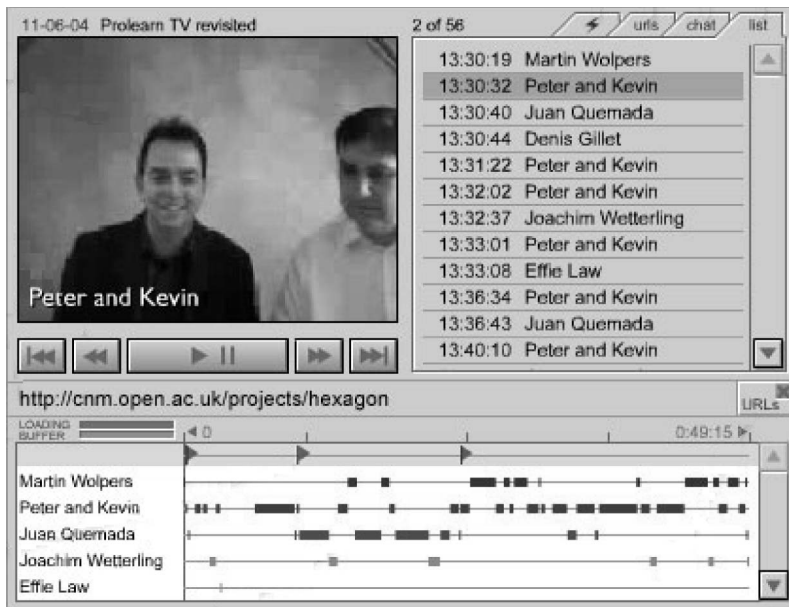 11-06-04 Prolearn TV revisited
2 of 56
urls
chat
list
13:30:19 Martin Wolpers
13:30:32 Peter and Kevin
13:30:40 Juan Quemada
13:30:44 Denis Gillet
13:31:22 Peter and Kevin
13:32:02 Peter and Kevin
13:32:37 Joachim Wetterling
13:33:01 Peter and Kevin
13:33:08 Effie Law
13:36:34 Peter and Kevin
13:36:43 Juan Quemada
13:40:10 Peter and Kevin
Peter and Kevin
http://cnm.open.ac.uk/projects/hexagon
URLs
LOADING
BUFFER
0
0:49:15
Martin Wolpers
Peter and Kevin
Juan Quemada
Joachim Wetterling
Effie Law